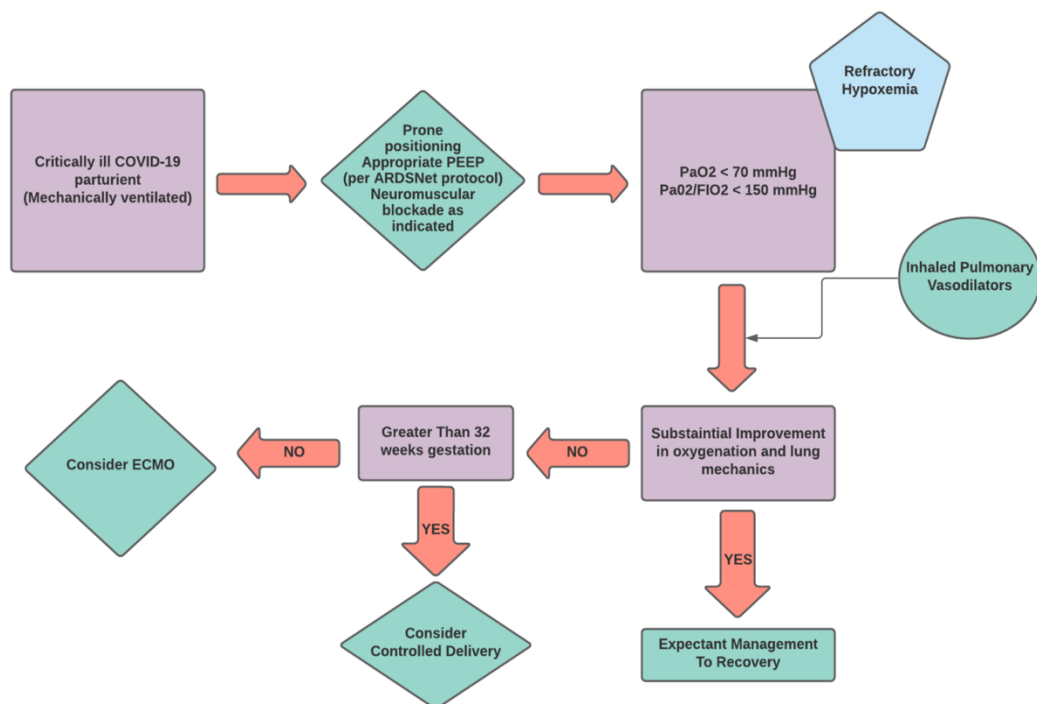 Refractory
Hypoxemia
Critically ill COVID-19
parturient
(Mechanically ventilated)
Prone
positioning
Appropriate PEEP
(per ARDSNet protocol)
Neuromuscular
blockade as
indicated
PaO2 < 70 mmHg
Pa02/FIO2 < 150 mmHg
Inhaled Pulmonary
Vasodilators
Substaintial Improvement
in oxygenation and lung
mechanics
NO
Greater Than 32
weeks gestation
NO
Consider ECMO
YES
Consider
Controlled Delivery
YES
Expectant Management
To Recovery